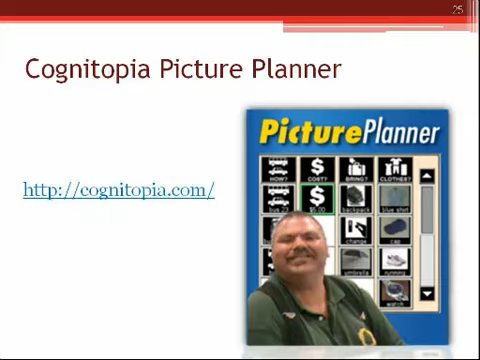 25
Cognitopia Picture Planner
http://cognitopia.com/
PicturePlanner
HOW? COST? BRING? CLOTHES?
bus 23 $5.00 backpack blue shirt
change cap
umbrella running
watch